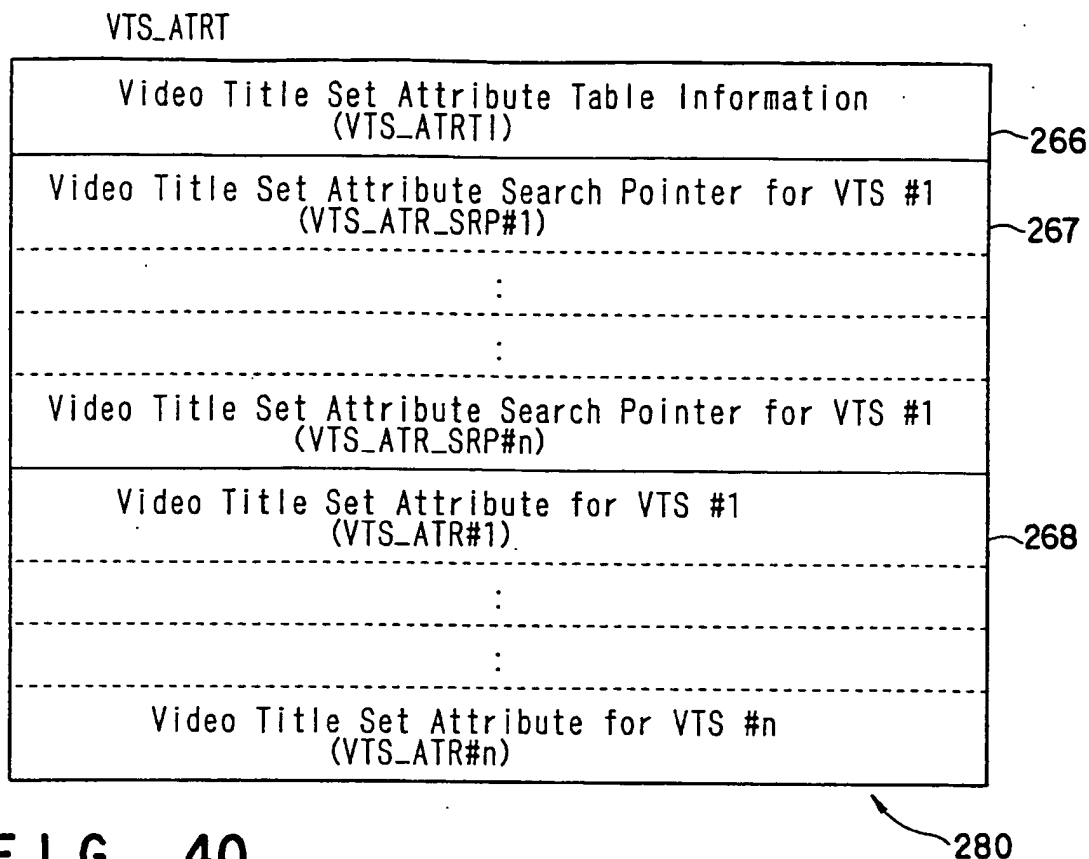 VTS_ATRT
Video Title Set Attribute Table Information
(VTS_ATRTI)
266
Video Title Set Attribute Search Pointer for VTS #1
(VTS_ATR_SRP#1)
267
:
:
Video Title Set Attribute Search Pointer for VTS #1
(VTS_ATR_SRP#n)
Video Title Set Attribute for VTS #1
(VTS_ATR#1)
268
:
:
Video Title Set Attribute for VTS #n
(VTS_ATR#n)
280
FIG. 40